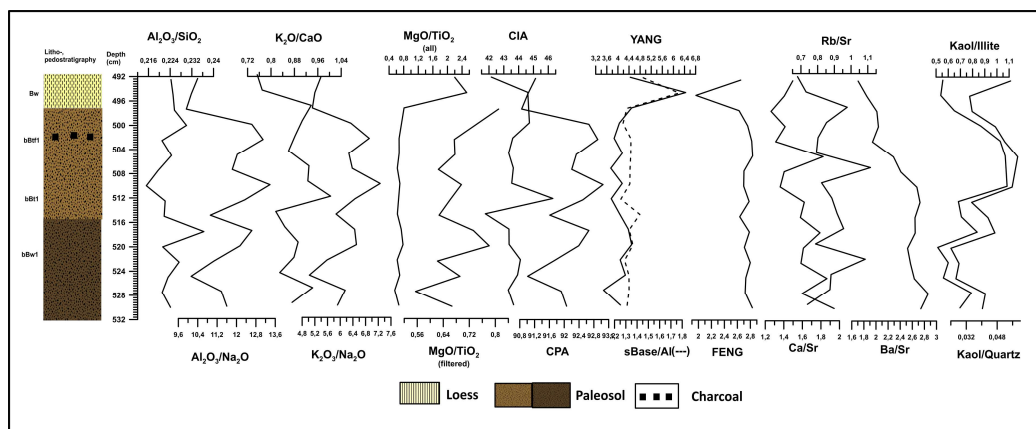 Al₂O₃/SiO₂
K₂O/CaO
MgO/TiO₂
(all)
CIA
YANG
Rb/Sr
Kaol/Illite
Litho-,
pedostratigraphy
Depth
(cm)
0,216 0,224 0,232 0,24
0,72 0,8 0,88 0,96 1,04
0,4 0,8 1,2 1,6 2 2,4
42 43 44 45 46
3,2 3,6 4 4,4 4,8 5,2 5,6 6 6,4 6,8
0,7 0,8 0,9 1 1,1
0,5 0,6 0,7 0,8 0,9 1 1,1
492
496
500
504
508
512
516
520
524
528
532
Bw
bBtf1
bBt1
bBw1
9,6 10,4 11,2 12 12,8 13,6
4,8 5,2 5,6 6 6,4 6,8 7,2 7,6
0,56 0,64 0,72 0,8
90,8 91,2 91,6 92 92,4 92,8
1,2 1,3 1,4 1,5 1,6 1,7 1,8
2 2,2 2,4 2,6 2,8
1,2 1,4 1,6 1,8 2
1,8 2 2,2 2,4 2,6 2,8 3
0,032 0,048
Al₂O₃/Na₂O
K₂O₃/Na₂O
MgO/TiO₂
(filtered)
CPA
sBase/Al(---)
FENG
Ca/Sr
Ba/Sr
Kaol/Quartz
Loess
Paleosol
Charcoal